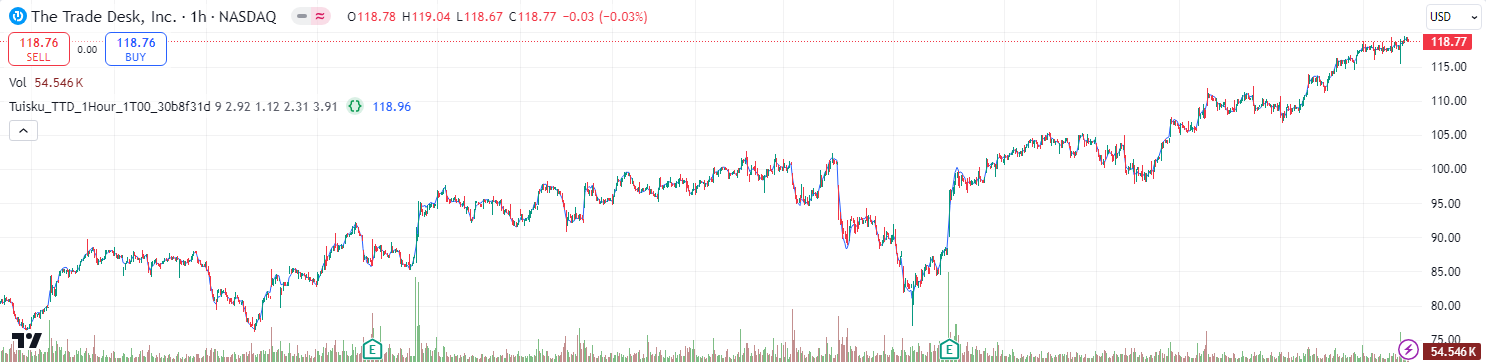 The Trade Desk, Inc. · 1h · NASDAQ O118.78 H119.04 L118.67 C118.77 −0.03 (−0.03%)
USD
118.76 SELL
0.00
118.76 BUY
Vol 54.546 K
Tuisku_TTD_1Hour_1T00_30b8f31d 9 2.92 1.12 2.31 3.91 {} 118.96
118.77
115.00
110.00
105.00
100.00
95.00
90.00
85.00
80.00
75.00
E
E
54.546 K